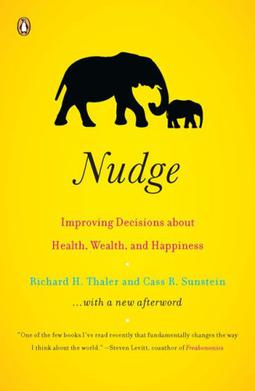 Nudge
Improving Decisions about
Health, Wealth, and Happiness
Richard H. Thaler and Cass R. Sunstein
...with a new afterword
"One of the few books I've read recently that fundamentally changes the way
I think about the world." —Steven Levitt, coauthor of Freakonomics